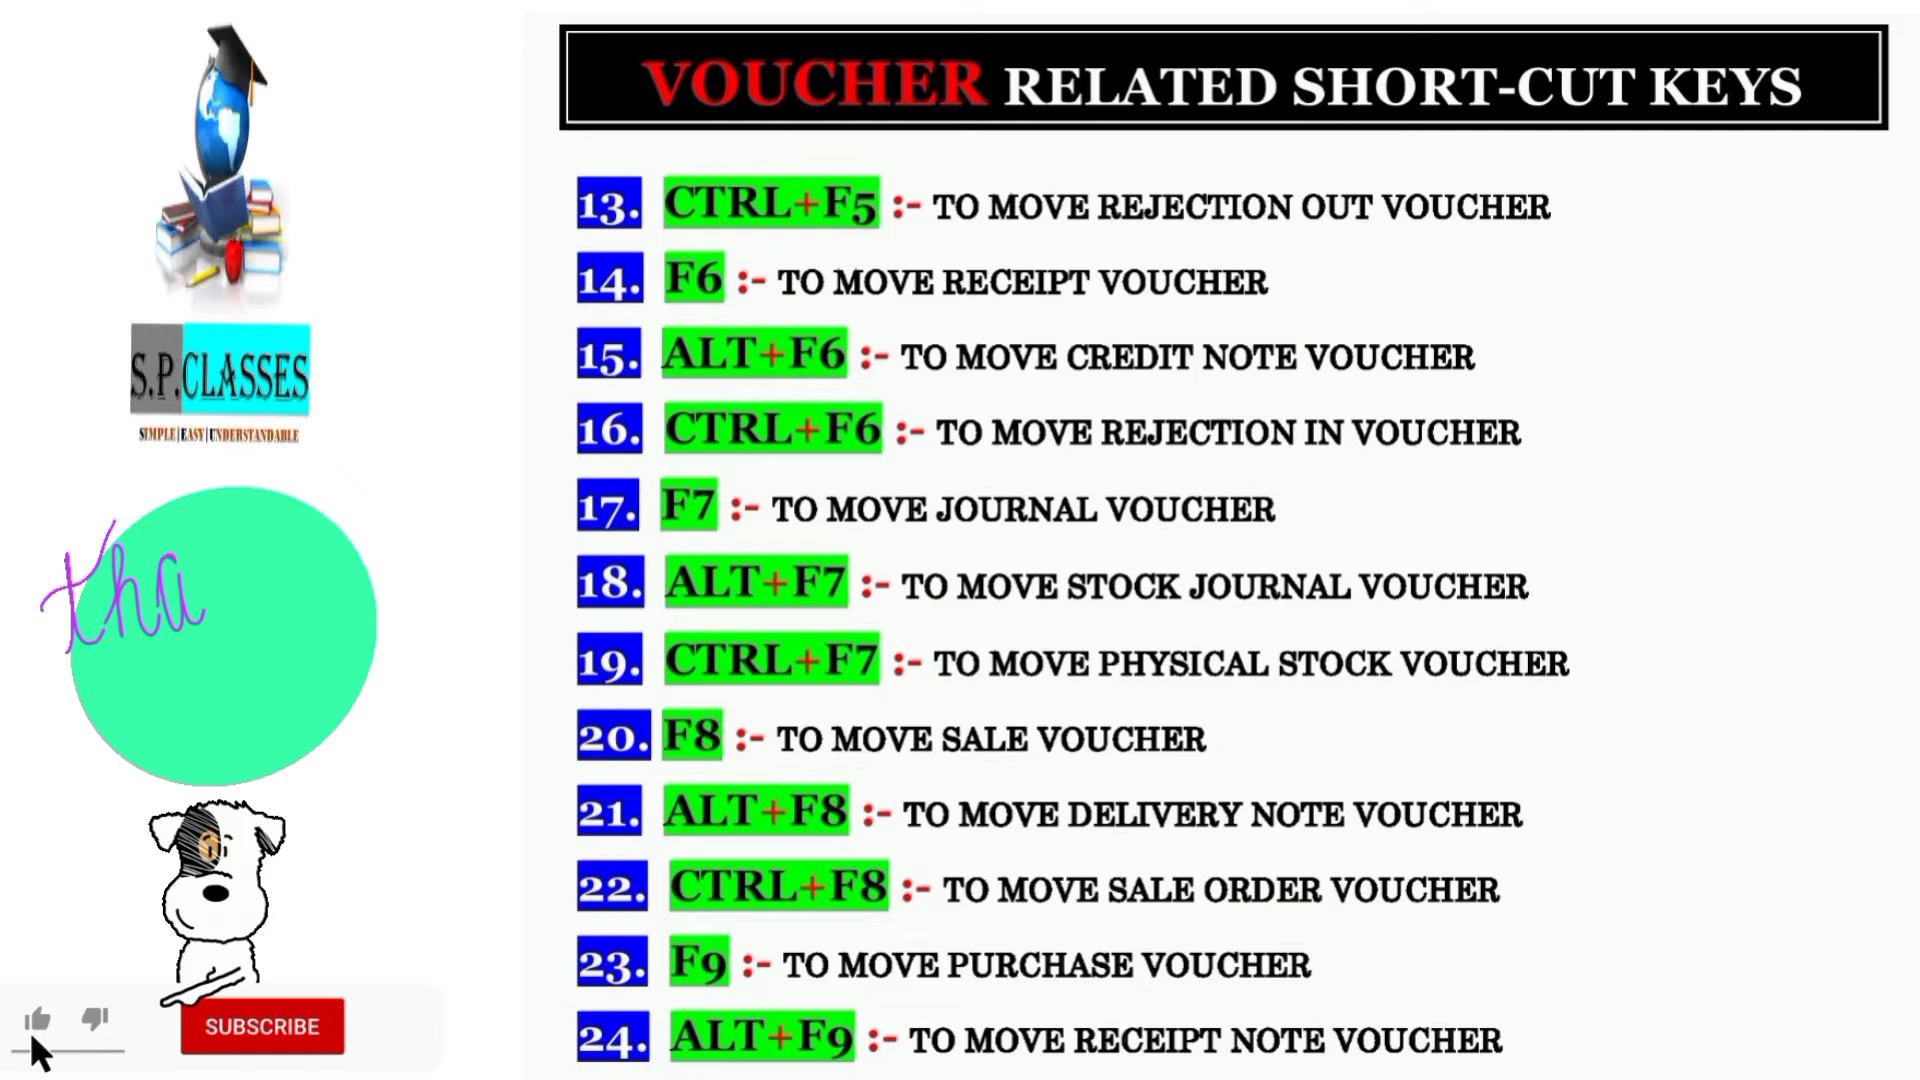 VOUCHER RELATED SHORT-CUT KEYS
13. CTRL+F5 :- TO MOVE REJECTION OUT VOUCHER
14. F6 :- TO MOVE RECEIPT VOUCHER
15. ALT+F6 :- TO MOVE CREDIT NOTE VOUCHER
16. CTRL+F6 :- TO MOVE REJECTION IN VOUCHER
17. F7 :- TO MOVE JOURNAL VOUCHER
18. ALT+F7 :- TO MOVE STOCK JOURNAL VOUCHER
19. CTRL+F7 :- TO MOVE PHYSICAL STOCK VOUCHER
20. F8 :- TO MOVE SALE VOUCHER
21. ALT+F8 :- TO MOVE DELIVERY NOTE VOUCHER
22. CTRL+F8 :- TO MOVE SALE ORDER VOUCHER
23. F9 :- TO MOVE PURCHASE VOUCHER
24. ALT+F9 :- TO MOVE RECEIPT NOTE VOUCHER
S.P.CLASSES
SIMPLE|EASY|UNDERSTANDABLE
tha
SUBSCRIBE